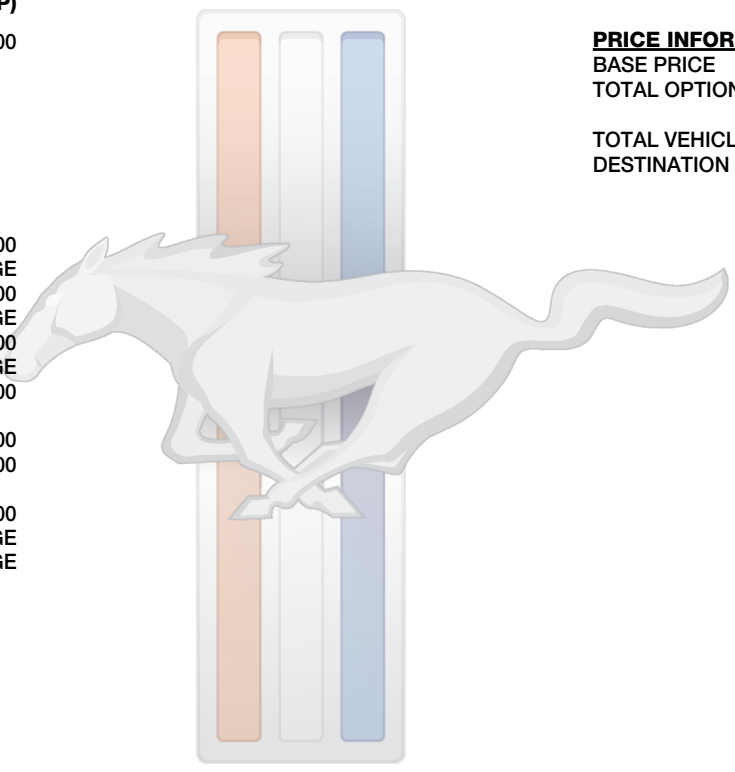 P)
00
00
GE
00
GE
00
GE
00
00
00
00
GE
GE
PRICE INFOR
BASE PRICE
TOTAL OPTION
TOTAL VEHICL
DESTINATION